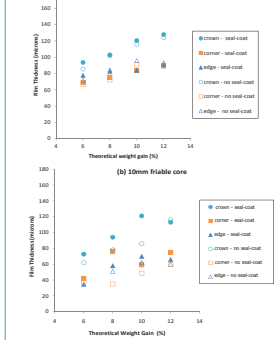 160
140
120
100
80
60
40
20
0
Film Thickness (microns)
4 6 8 10 12 14
Theoretical weight gain (%)
crown - seal-coat
corner - seal-coat
edge - seal-coat
crown - no seal-coat
corner - no seal-coat
edge - no seal-coat
(b) 10mm friable core
180
160
140
120
100
80
60
40
20
0
Film Thickness (microns)
4 6 8 10 12 14
Theoretical Weight Gain (%)
crown - seal-coat
corner - seal-coat
edge - seal-coat
crown - no seal-coat
corner - no seal-coat
edge - no seal-coat